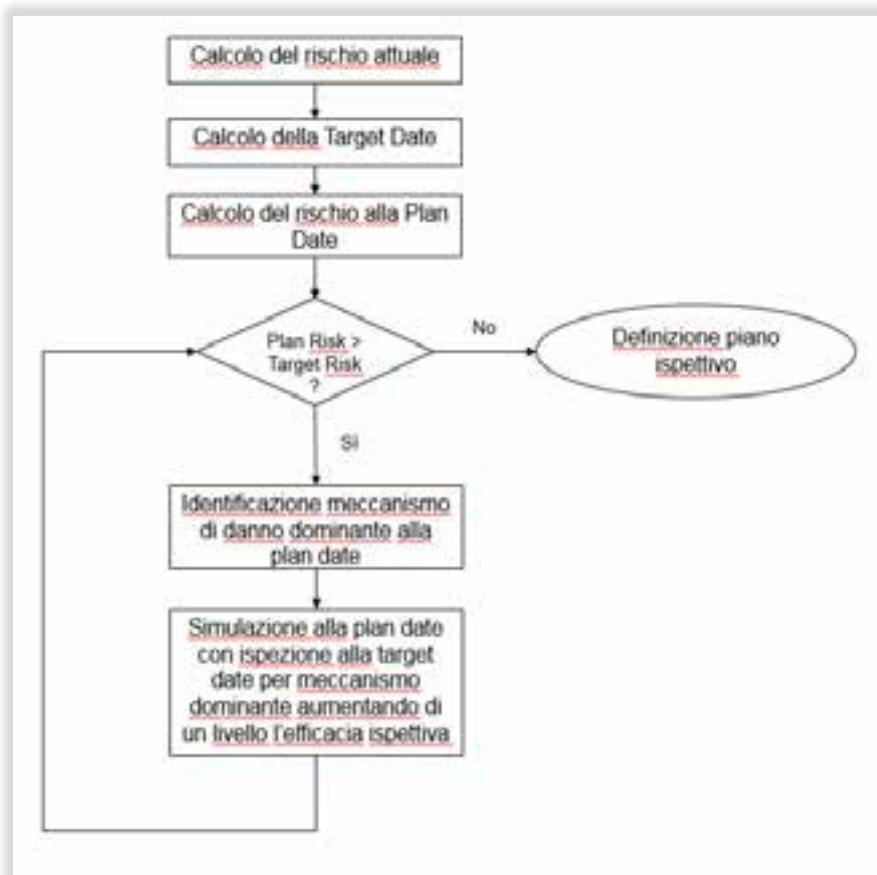 Calcolo del rischio attuale
Calcolo della Target Date
Calcolo del rischio alla Plan
Date
Plan Risk >
Target Risk
?
No
Definizione piano
ispettivo
Sì
Identificazione meccanismo
di danno dominante alla
plan date
Simulazione alla plan date
con ispezione alla target
date per meccanismo
dominante aumentando di
un livello l'efficacia ispettiva